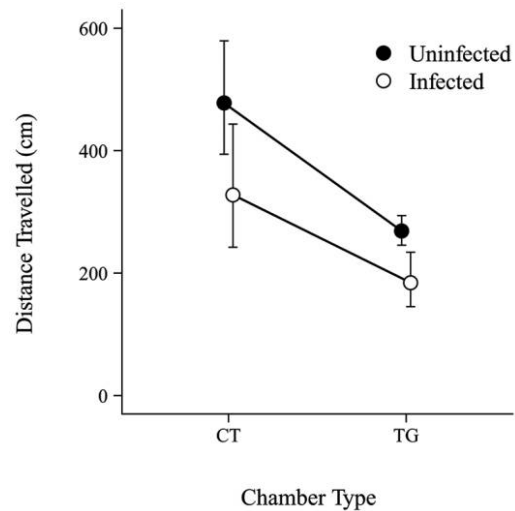 600
400
200
0
Distance Travelled (cm)
Uninfected
Infected
CT
TG
Chamber Type